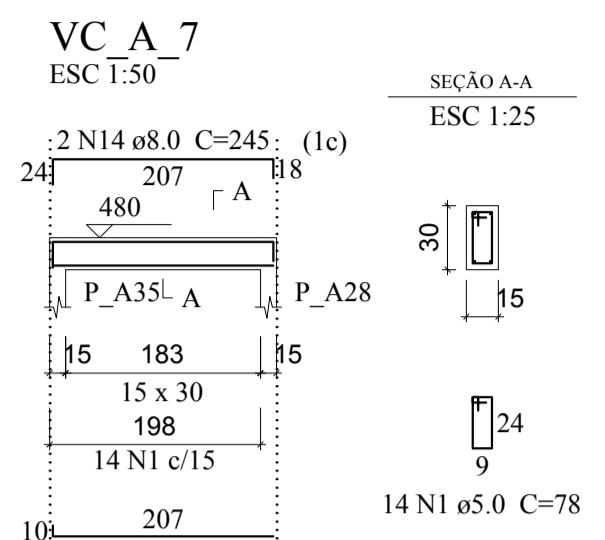 VC_A_7
ESC 1:50
SEÇÃO A-A
ESC 1:25
2 N14 ø8.0 C=245 (1c)
24 207 18
A
480
30
15
P_A35 A P_A28
15 183 15
15 x 30
198
14 N1 c/15
24
9
14 N1 ø5.0 C=78
10 207